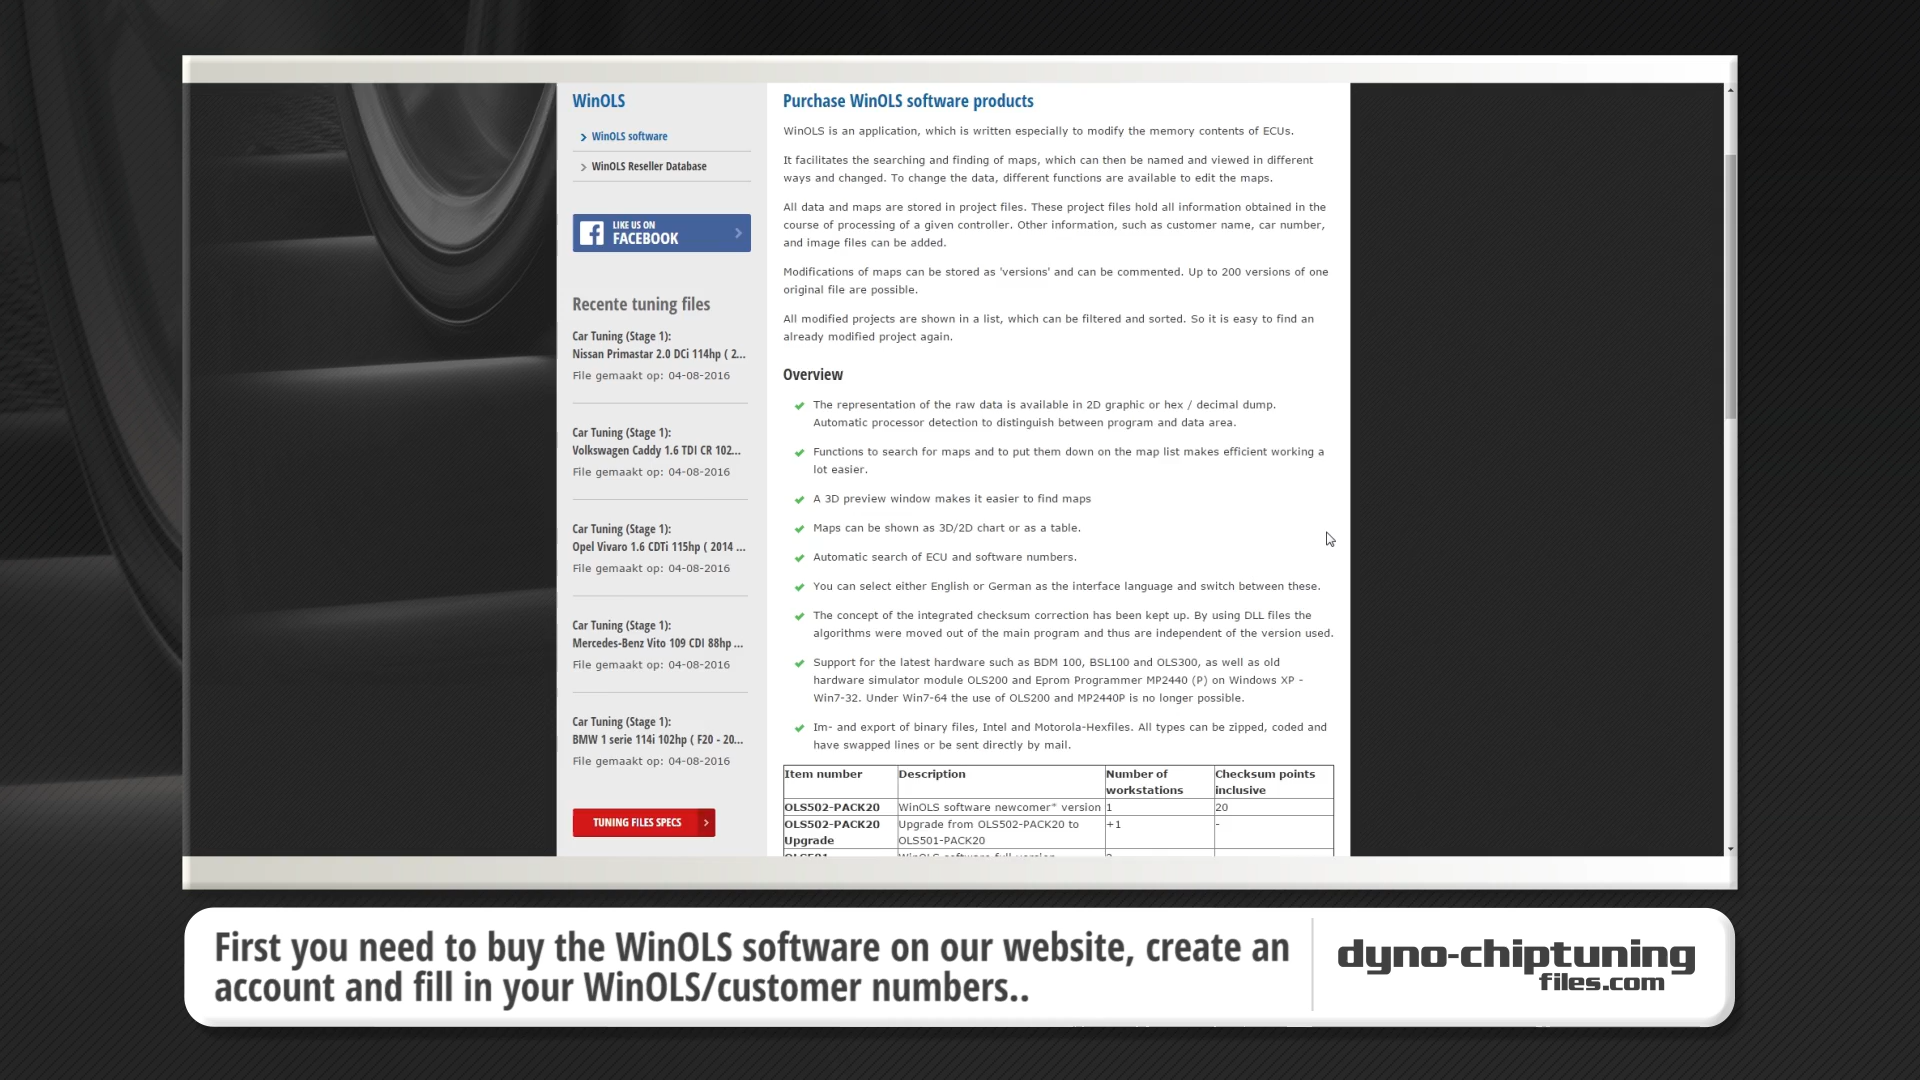 WinOLS
WinOLS software
WinOLS Reseller Database
LIKE US ON
FACEBOOK
Recente tuning files
Car Tuning (Stage 1):
Nissan Primastar 2.0 DCi 114hp ( 2...
File gemaakt op: 04-08-2016
Car Tuning (Stage 1):
Volkswagen Caddy 1.6 TDI CR 102...
File gemaakt op: 04-08-2016
Car Tuning (Stage 1):
Opel Vivaro 1.6 CDTi 115hp ( 2014 ...
File gemaakt op: 04-08-2016
Car Tuning (Stage 1):
Mercedes-Benz Vito 109 CDI 88hp ...
File gemaakt op: 04-08-2016
Car Tuning (Stage 1):
BMW 1 serie 114i 102hp ( F20 - 20...
File gemaakt op: 04-08-2016
TUNING FILES SPECS
Purchase WinOLS software products
WinOLS is an application, which is written especially to modify the memory contents of ECUs.
It facilitates the searching and finding of maps, which can then be named and viewed in different
ways and changed. To change the data, different functions are available to edit the maps.
All data and maps are stored in project files. These project files hold all information obtained in the
course of processing of a given controller. Other information, such as customer name, car number,
and image files can be added.
Modifications of maps can be stored as 'versions' and can be commented. Up to 200 versions of one
original file are possible.
All modified projects are shown in a list, which can be filtered and sorted. So it is easy to find an
already modified project again.
Overview
The representation of the raw data is available in 2D graphic or hex / decimal dump.
Automatic processor detection to distinguish between program and data area.
Functions to search for maps and to put them down on the map list makes efficient working a
lot easier.
A 3D preview window makes it easier to find maps
Maps can be shown as 3D/2D chart or as a table.
Automatic search of ECU and software numbers.
You can select either English or German as the interface language and switch between these.
The concept of the integrated checksum correction has been kept up. By using DLL files the
algorithms were moved out of the main program and thus are independent of the version used.
Support for the latest hardware such as BDM 100, BSL100 and OLS300, as well as old
hardware simulator module OLS200 and Eprom Programmer MP2440 (P) on Windows XP -
Win7-32. Under Win7-64 the use of OLS200 and MP2440P is no longer possible.
Im- and export of binary files, Intel and Motorola-Hexfiles. All types can be zipped, coded and
have swapped lines or be sent directly by mail.
Item number Description Number of workstations Checksum points inclusive
OLS502-PACK20 WinOLS software newcomer* version 1 20
OLS502-PACK20 Upgrade Upgrade from OLS502-PACK20 to OLS501-PACK20 +1 -
First you need to buy the WinOLS software on our website, create an
account and fill in your WinOLS/customer numbers..
dyno-chiptuning
files.com